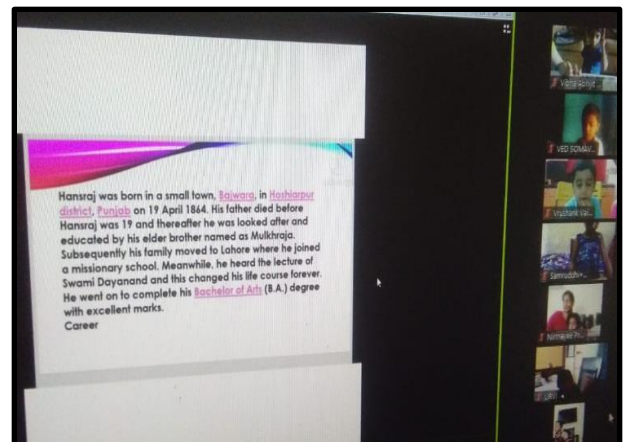 Hansraj was born in a small town, Bajwara, in Hoshiarpur
district, Punjab on 19 April 1864. His father died before
Hansraj was 19 and thereafter he was looked after and
educated by his elder brother named as Mulkhraja.
Subsequently his family moved to Lahore where he joined
a missionary school. Meanwhile, he heard the lecture of
Swami Dayanand and this changed his life course forever.
He went on to complete his Bachelor of Arts (B.A.) degree
with excellent marks.
Career
VED SOMAV...